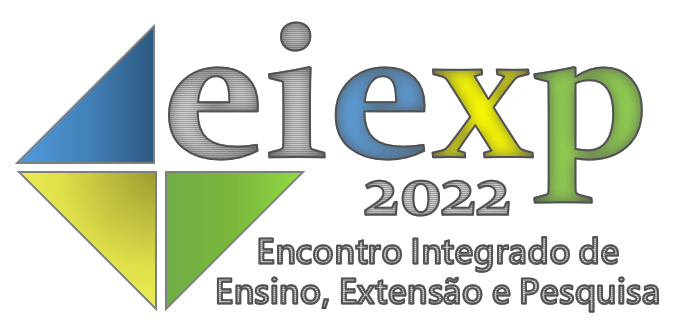 eiexp
2022
Encontro Integrado de
Ensino, Extensão e Pesquisa